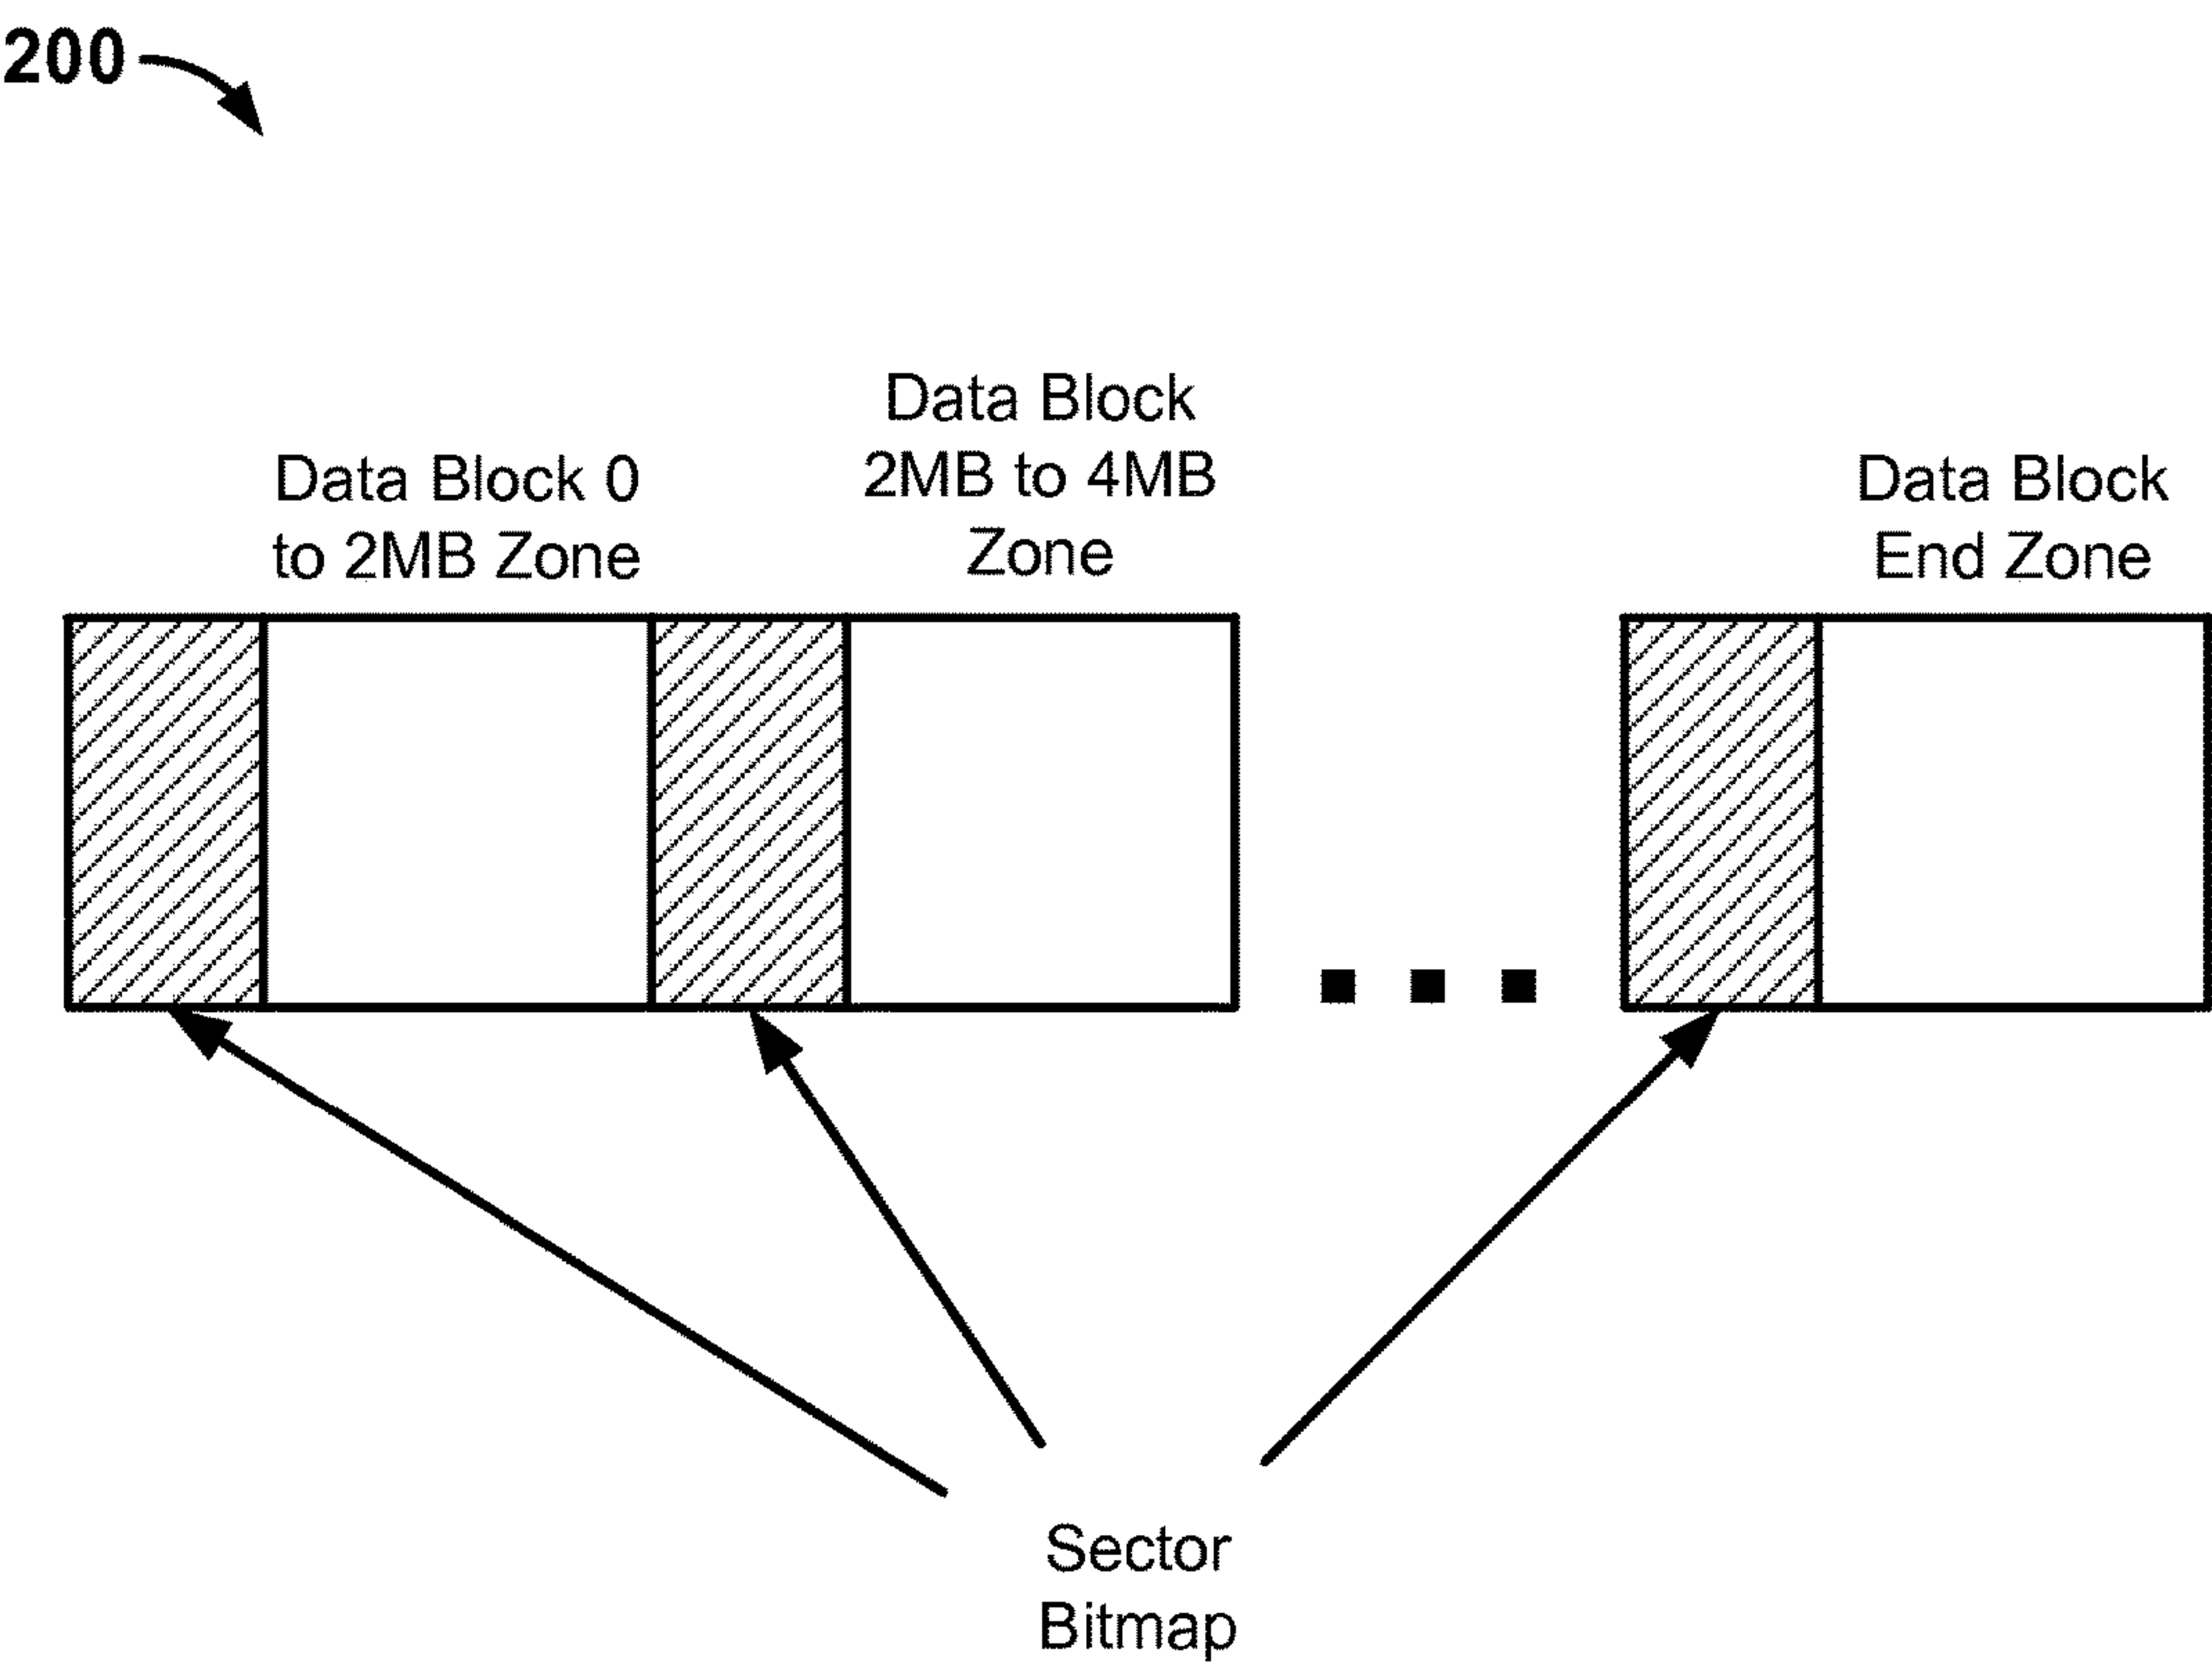 200
Data Block 0
to 2MB Zone
Data Block
2MB to 4MB
Zone
Data Block
End Zone
Sector
Bitmap